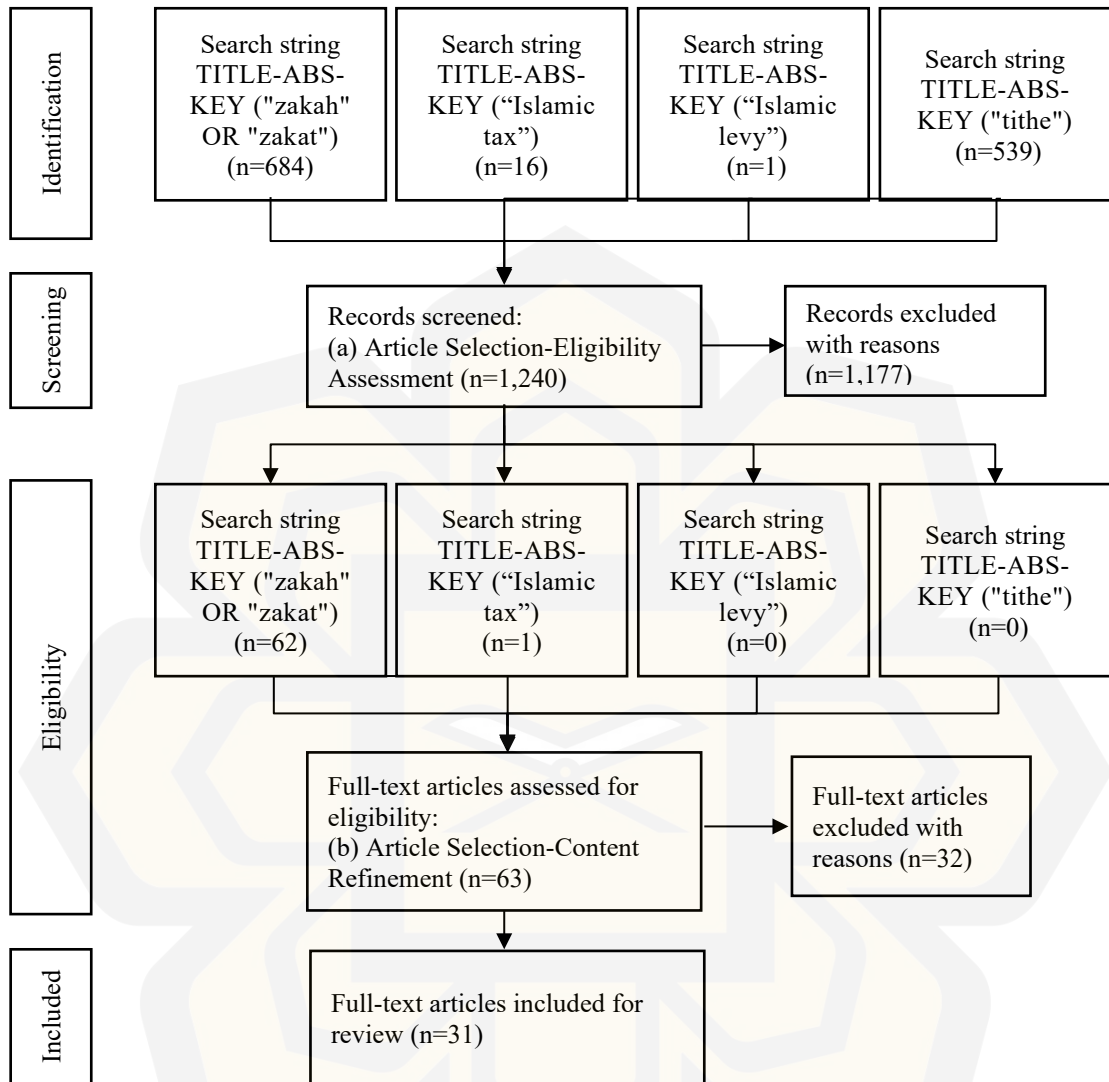 Identification
Search string
TITLE-ABS-
KEY ("zakah"
OR "zakat")
(n=684)
Search string
TITLE-ABS-
KEY (“Islamic
tax”)
(n=16)
Search string
TITLE-ABS-
KEY (“Islamic
levy”)
(n=1)
Search string
TITLE-ABS-
KEY ("tithe")
(n=539)
Screening
Records screened:
(a) Article Selection-Eligibility
Assessment (n=1,240)
Records excluded
with reasons
(n=1,177)
Eligibility
Search string
TITLE-ABS-
KEY ("zakah"
OR "zakat")
(n=62)
Search string
TITLE-ABS-
KEY (“Islamic
tax”)
(n=1)
Search string
TITLE-ABS-
KEY (“Islamic
levy”)
(n=0)
Search string
TITLE-ABS-
KEY ("tithe")
(n=0)
Full-text articles assessed for
eligibility:
(b) Article Selection-Content
Refinement (n=63)
Full-text articles
excluded with
reasons (n=32)
Included
Full-text articles included for
review (n=31)